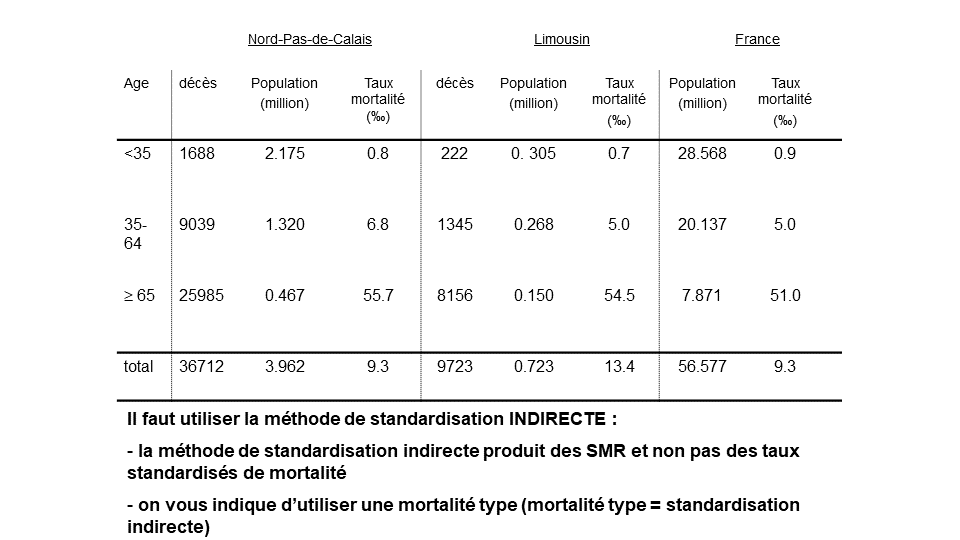 Nord-Pas-de-Calais Limousin France
Age décès Population (million) Taux mortalité (‰) décès Population (million) Taux mortalité (‰) Population (million) Taux mortalité (‰)
<35 1688 2.175 0.8 222 0. 305 0.7 28.568 0.9
35-64 9039 1.320 6.8 1345 0.268 5.0 20.137 5.0
≥ 65 25985 0.467 55.7 8156 0.150 54.5 7.871 51.0
total 36712 3.962 9.3 9723 0.723 13.4 56.577 9.3
Il faut utiliser la méthode de standardisation INDIRECTE :
- la méthode de standardisation indirecte produit des SMR et non pas des taux
standardisés de mortalité
- on vous indique d’utiliser une mortalité type (mortalité type = standardisation
indirecte)